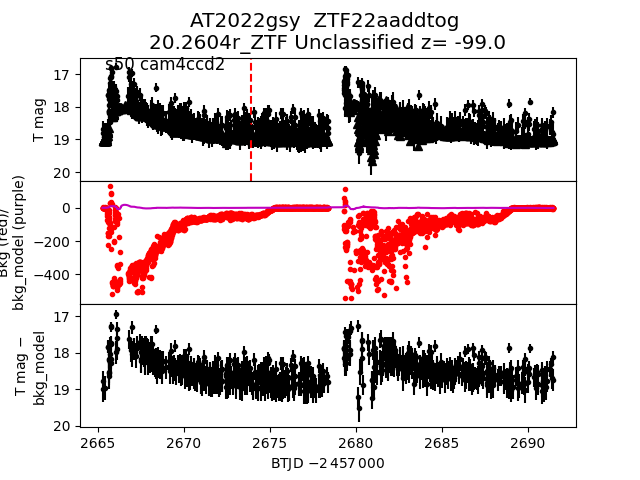 AT2022gsy ZTF22aaddtog
20.2604r_ZTF Unclassified z= -99.0
s50 cam4ccd2
17
18
19
20
T mag
0
−200
−400
Bkg (red)/
bkg_model (purple)
17
18
19
20
T mag −
bkg_model
2665
2670
2675
2680
2685
2690
BTJD −2 457 000